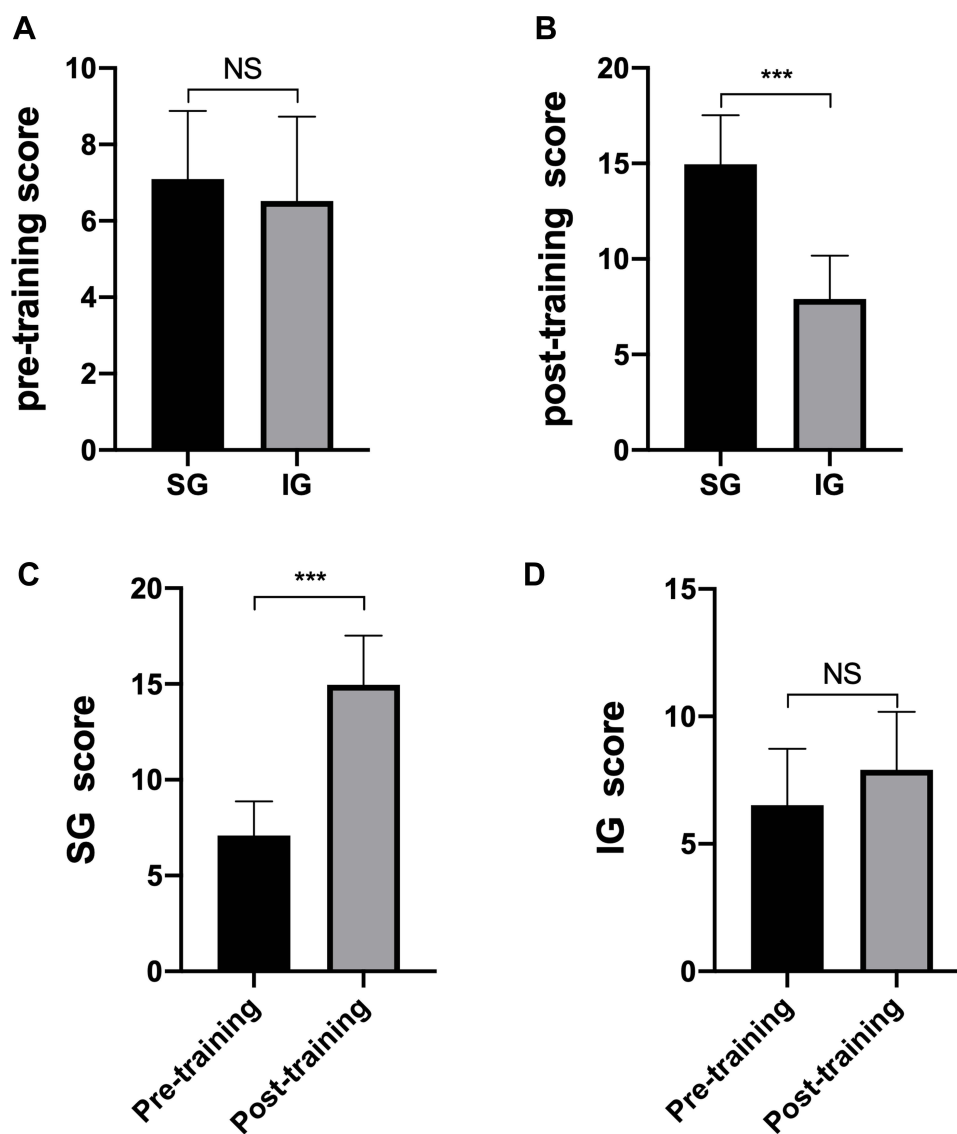 A
pre-training score
10
8
6
4
2
0
NS
SG IG
B
post-training score
20
15
10
5
0
***
SG IG
C
SG score
20
15
10
5
0
***
Pre-training
Post-training
D
IG score
15
10
5
0
NS
Pre-training
Post-training